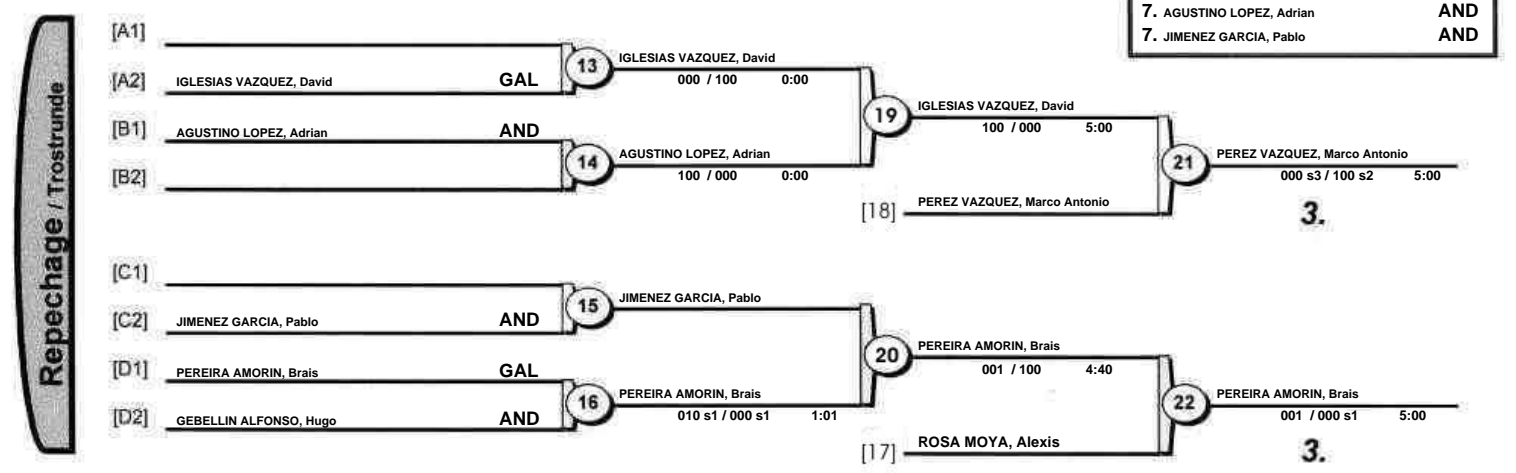 7. AGUSTINO LOPEZ, Adrian AND
7. JIMENEZ GARCIA, Pablo AND
Repechage / Trostrunde
[A1]
[A2] IGLESIAS VAZQUEZ, David GAL
13
IGLESIAS VAZQUEZ, David
000 / 100 0:00
[B1] AGUSTINO LOPEZ, Adrian AND
[B2]
14
AGUSTINO LOPEZ, Adrian
100 / 000 0:00
19
IGLESIAS VAZQUEZ, David
100 / 000 5:00
[18] PEREZ VAZQUEZ, Marco Antonio
21
PEREZ VAZQUEZ, Marco Antonio
000 s3 / 100 s2 5:00
3.
[C1]
[C2] JIMENEZ GARCIA, Pablo AND
15
JIMENEZ GARCIA, Pablo
[D1] PEREIRA AMORIN, Brais GAL
[D2] GEBELLIN ALFONSO, Hugo AND
16
PEREIRA AMORIN, Brais
010 s1 / 000 s1 1:01
20
PEREIRA AMORIN, Brais
001 / 100 4:40
[17] ROSA MOYA, Alexis
22
PEREIRA AMORIN, Brais
001 / 000 s1 5:00
3.